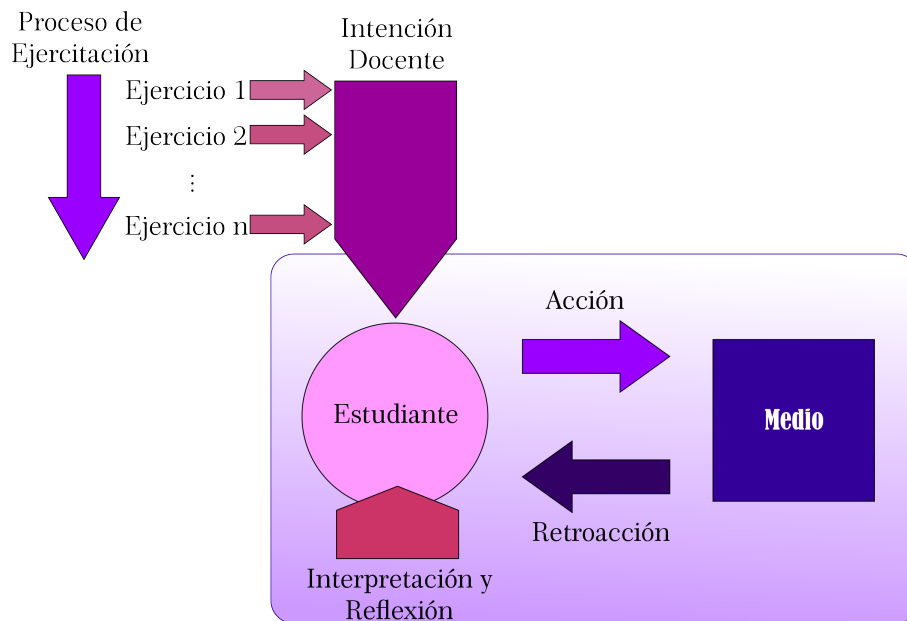 Proceso de
Ejercitación
Intención
Docente
Ejercicio 1
Ejercicio 2
⋮
Ejercicio n
Acción
Estudiante
Medio
Retroacción
Interpretación y
Reflexión